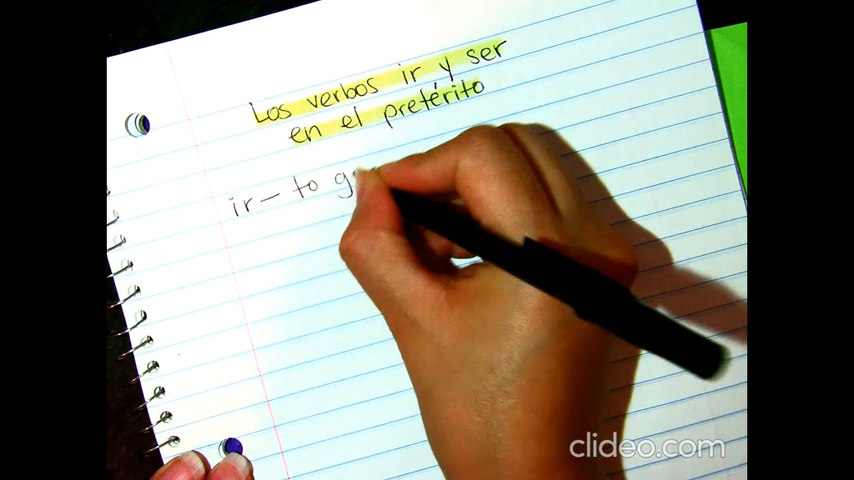 Los verbos ir y ser
en el pretérito
ir – to g
clideo.com